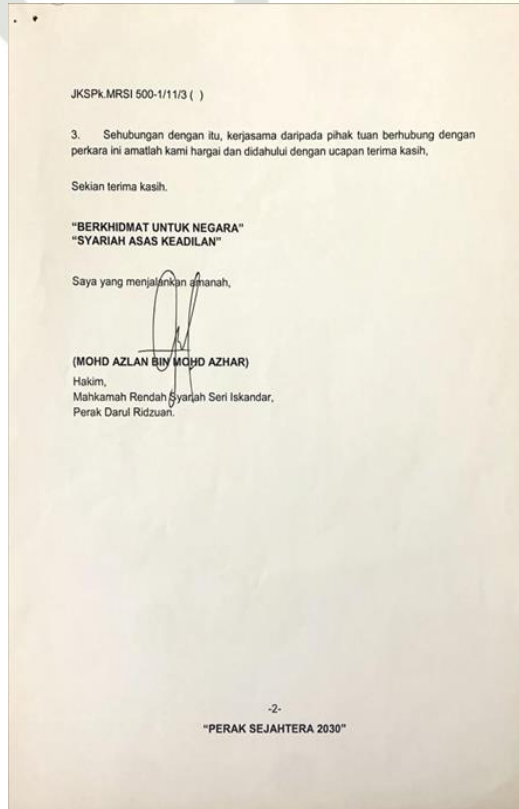 JKSPk.MRSI 500-1/11/3 ( )
3. Sehubungan dengan itu, kerjasama daripada pihak tuan berhubung dengan
perkara ini amatlah kami hargai dan didahului dengan ucapan terima kasih,
Sekian terima kasih.
"BERKHIDMAT UNTUK NEGARA"
"SYARIAH ASAS KEADILAN"
Saya yang menjalankan amanah,
(MOHD AZLAN BIN MOHD AZHAR)
Hakim,
Mahkamah Rendah Syariah Seri Iskandar,
Perak Darul Ridzuan.
-2-
"PERAK SEJAHTERA 2030"